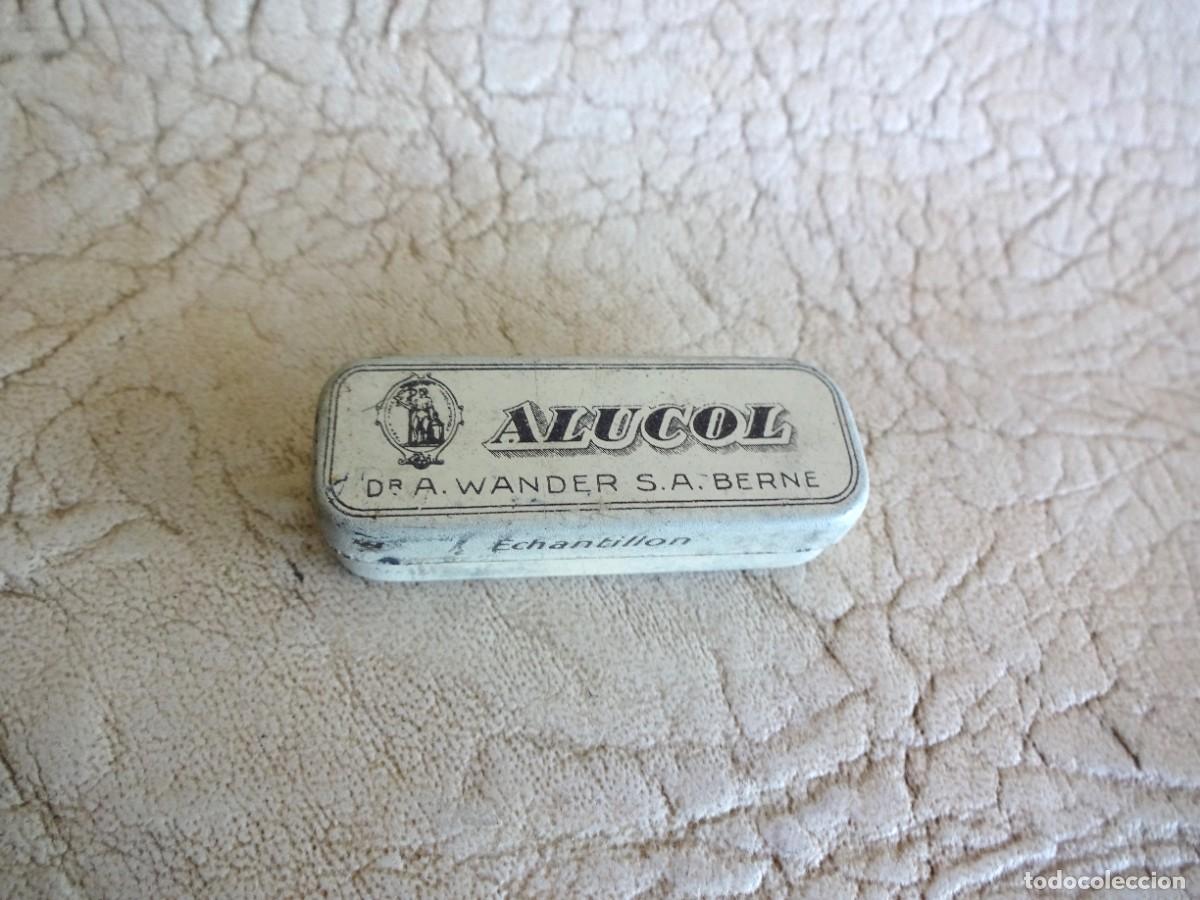 ALUCOL
DR A. WANDER S.A. BERNE
Echantillon
todocoleccion